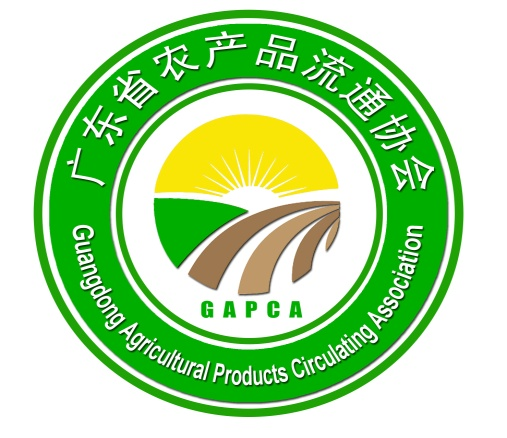 广东省农产品流通协会
GAPCA
Guangdong Agricultural Products Circulating Association